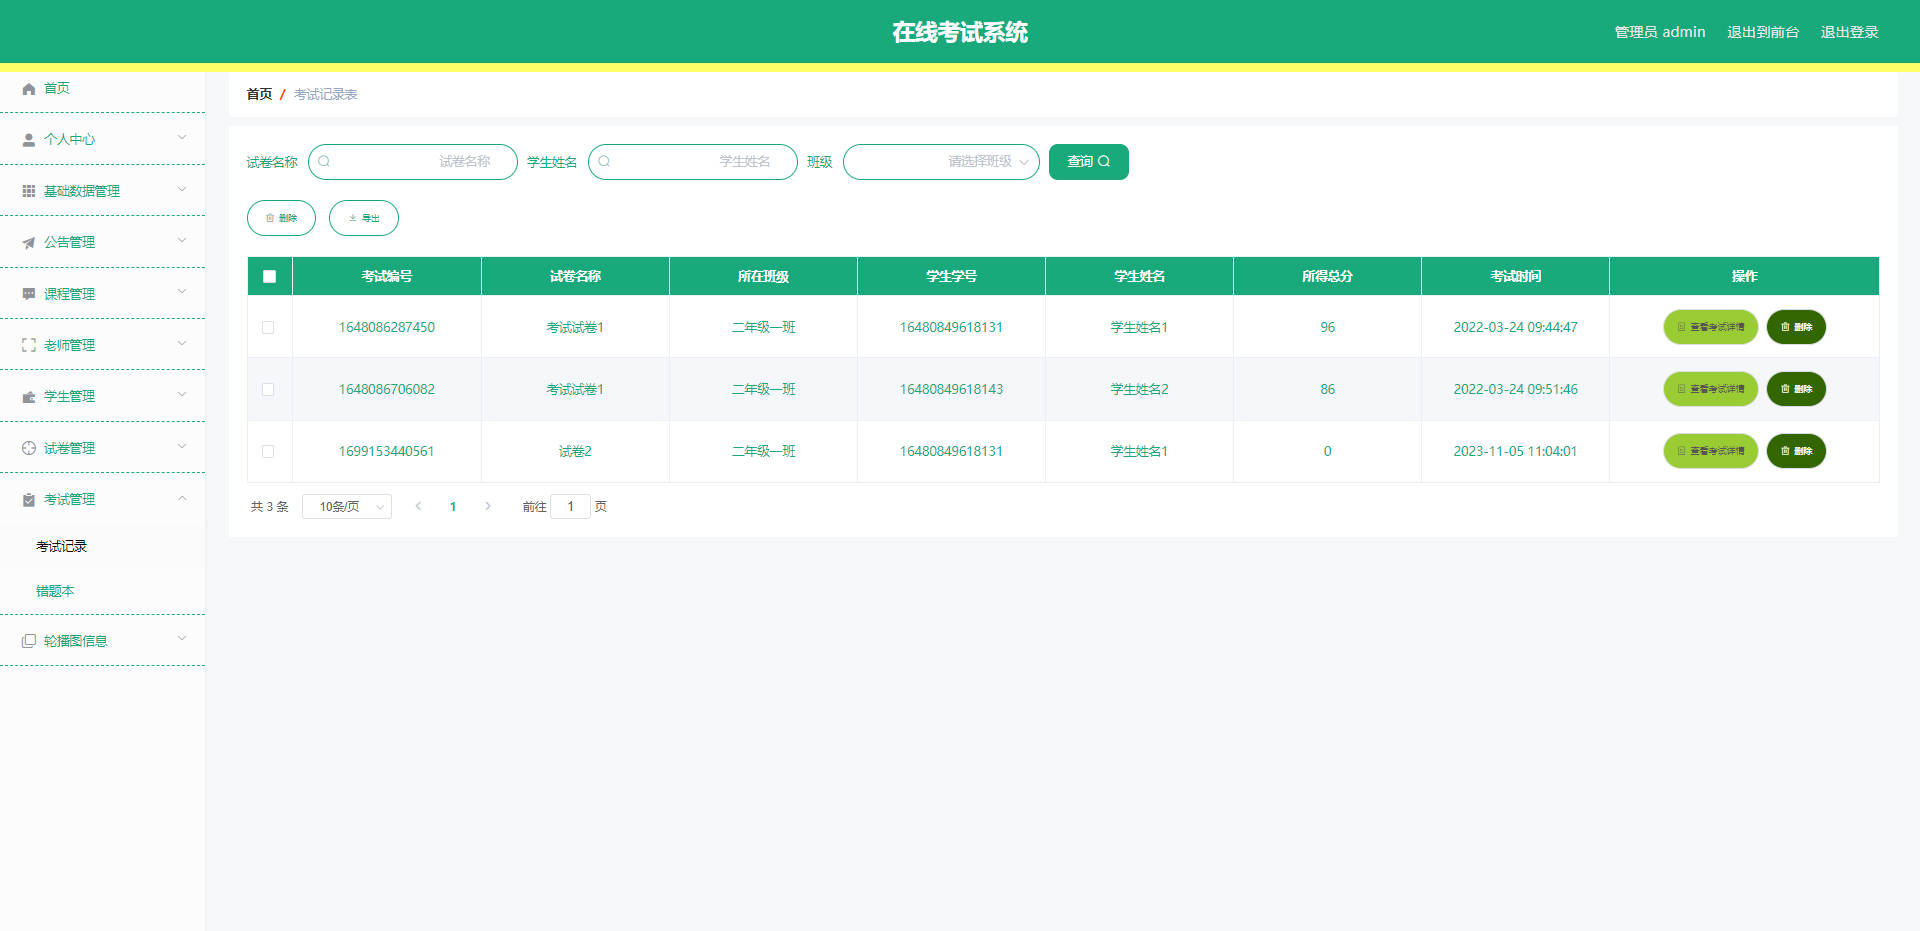 在线考试系统
管理员 admin 退出到前台 退出登录
首页
个人中心
基础数据管理
公告管理
课程管理
老师管理
学生管理
试卷管理
考试管理
考试记录
错题本
轮播图信息
首页 / 考试记录表
试卷名称 试卷名称 学生姓名 学生姓名 班级 请选择班级 查询
删除 导出
考试编号 试卷名称 所在班级 学生学号 学生姓名 所得总分 考试时间 操作
1648086287450 考试试卷1 二年级一班 16480849618131 学生姓名1 96 2022-03-24 09:44:47 查看考试详情 删除
1648086706082 考试试卷1 二年级一班 16480849618143 学生姓名2 86 2022-03-24 09:51:46 查看考试详情 删除
1699153440561 试卷2 二年级一班 16480849618131 学生姓名1 0 2023-11-05 11:04:01 查看考试详情 删除
共 3 条 10条/页 1 前往 1 页